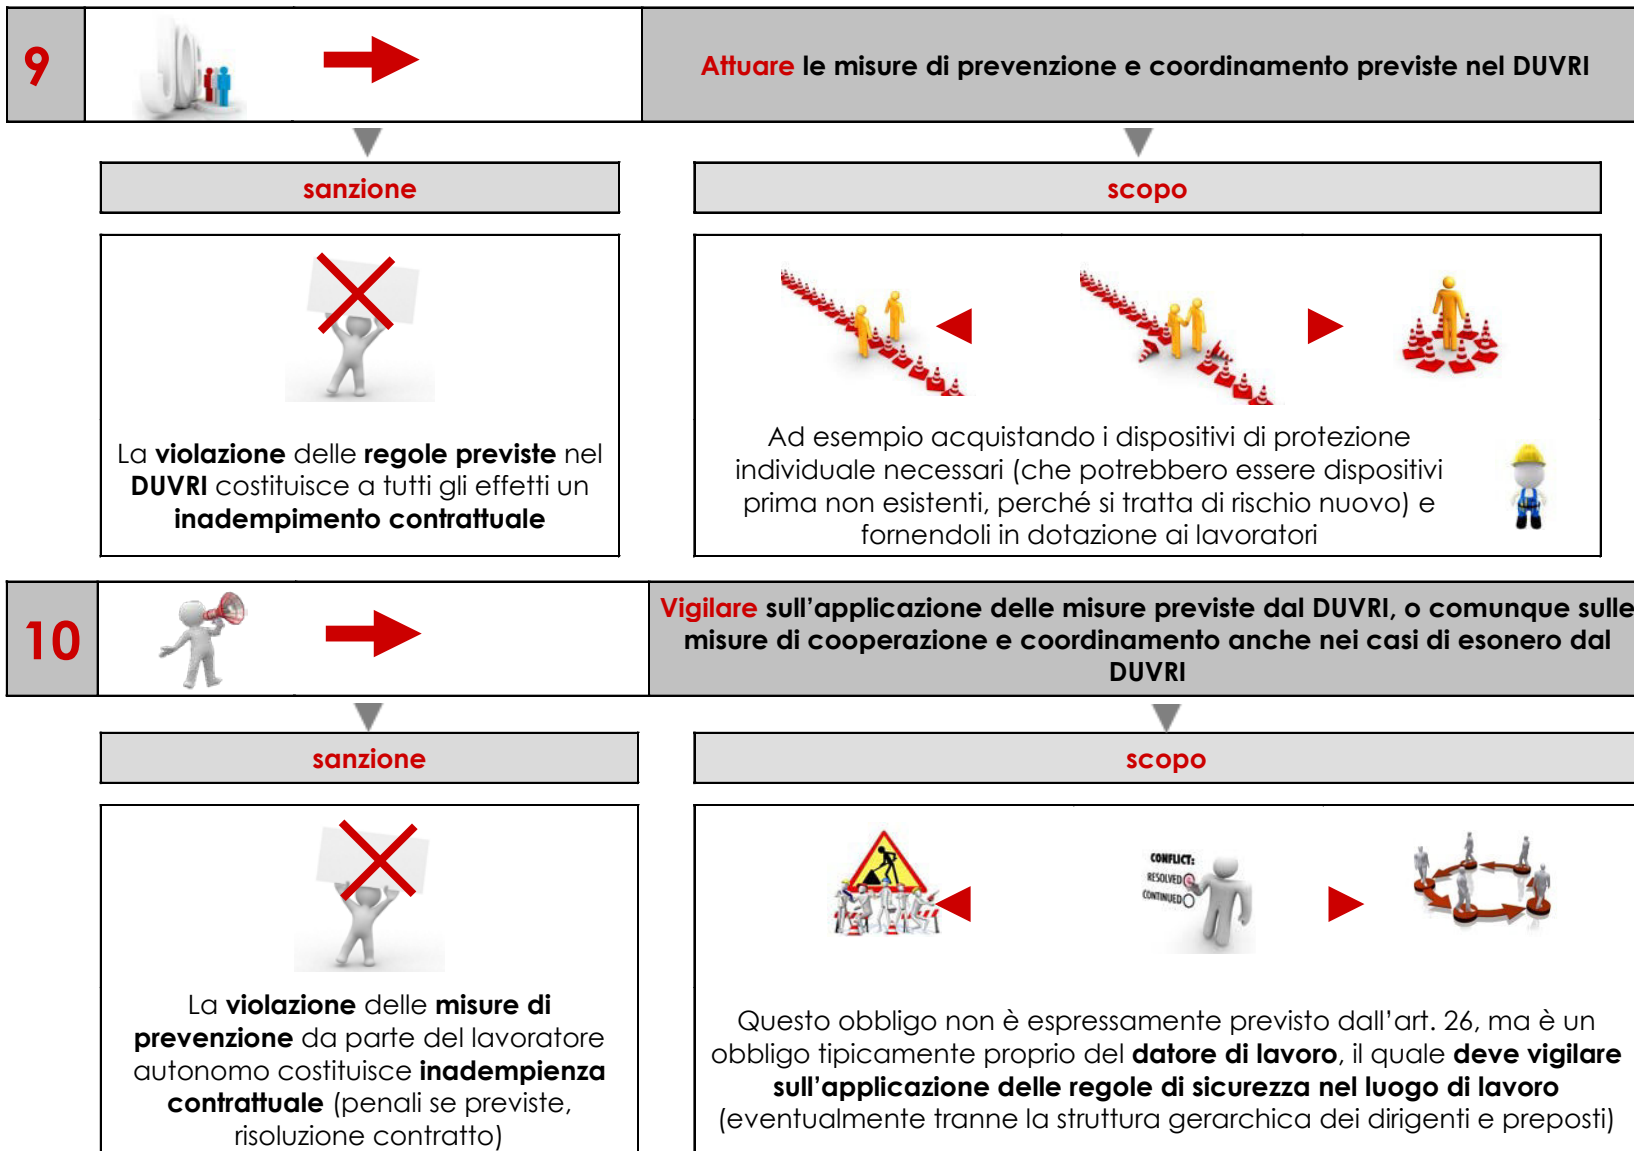 9
Attuare le misure di prevenzione e coordinamento previste nel DUVRI
sanzione
scopo
La violazione delle regole previste nel
DUVRI costituisce a tutti gli effetti un
inadempimento contrattuale
Ad esempio acquistando i dispositivi di protezione
individuale necessari (che potrebbero essere dispositivi
prima non esistenti, perché si tratta di rischio nuovo) e
fornendoli in dotazione ai lavoratori
10
Vigilare sull’applicazione delle misure previste dal DUVRI, o comunque sulle
misure di cooperazione e coordinamento anche nei casi di esonero dal
DUVRI
sanzione
scopo
CONFLICT:
RESOLVED
CONTINUED
La violazione delle misure di
prevenzione da parte del lavoratore
autonomo costituisce inadempienza
contrattuale (penali se previste,
risoluzione contratto)
Questo obbligo non è espressamente previsto dall’art. 26, ma è un
obbligo tipicamente proprio del datore di lavoro, il quale deve vigilare
sull’applicazione delle regole di sicurezza nel luogo di lavoro
(eventualmente tranne la struttura gerarchica dei dirigenti e preposti)